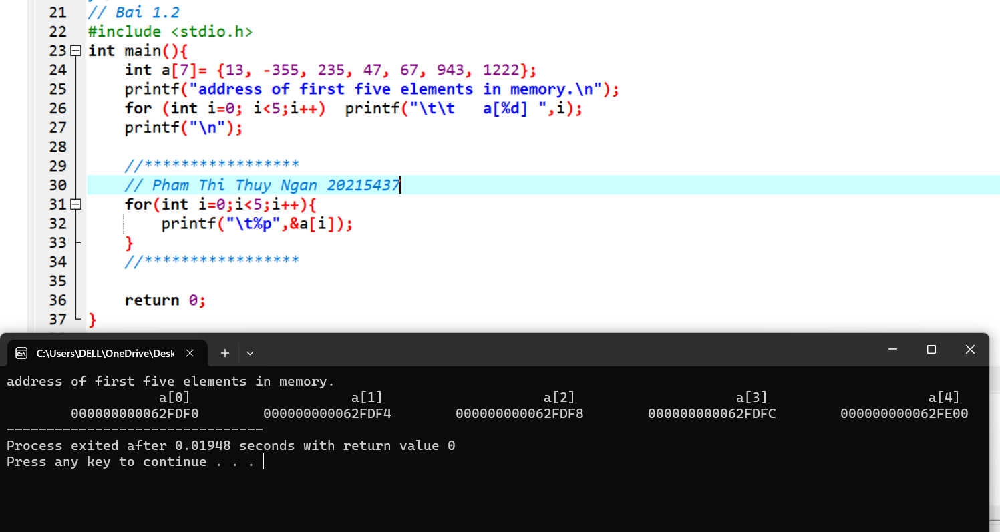 21 // Bai 1.2
22 #include <stdio.h>
23 int main(){
24 int a[7]= {13, -355, 235, 47, 67, 943, 1222};
25 printf("address of first five elements in memory.\n");
26 for (int i=0; i<5;i++)  printf("\t\t   a[%d] ",i);
27 printf("\n");
28
29 //*****************
30 // Pham Thi Thuy Ngan 20215437
31 for(int i=0;i<5;i++){
32 printf("\t%p",&a[i]);
33 }
34 //*****************
35
36 return 0;
37 }
C:\Users\DELL\OneDrive\Desk
address of first five elements in memory.
a[0] a[1] a[2] a[3] a[4]
000000000062FDF0 000000000062FDF4 000000000062FDF8 000000000062FDFC 000000000062FE00
--------------------------------
Process exited after 0.01948 seconds with return value 0
Press any key to continue . . .